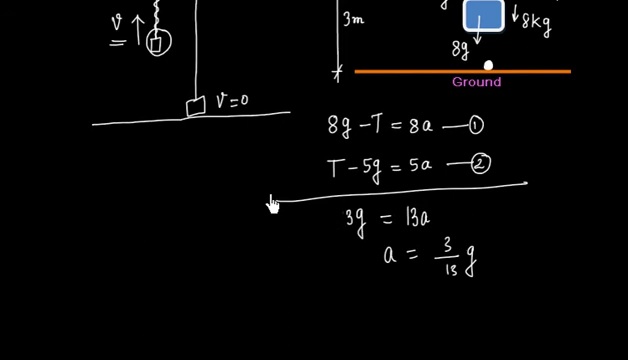 V
3m
8kg
8g
Ground
V=0
8g - T = 8a — ①
T - 5g = 5a — ②
3g = 13a
a = 3/13 g